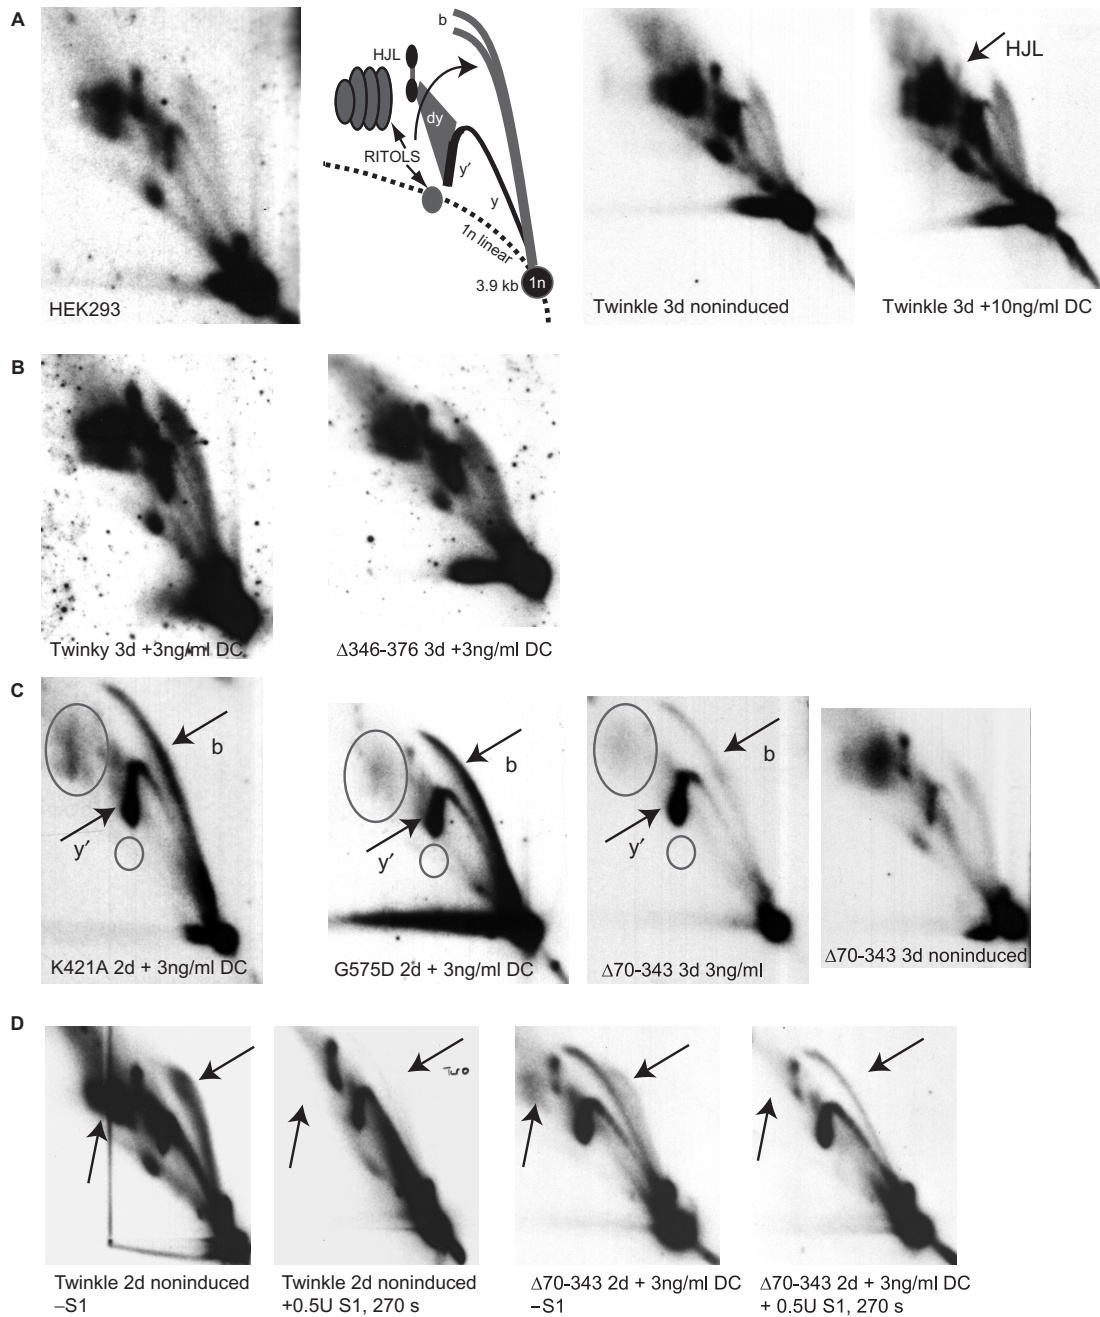 A
HEK293
b
HJL
dy
RITOLS
y′
y
1n linear
3.9 kb
1n
Twinkle 3d noninduced
HJL
Twinkle 3d +10ng/ml DC
B
Twinky 3d +3ng/ml DC
Δ346-376 3d +3ng/ml DC
C
b
y′
K421A 2d + 3ng/ml DC
b
y′
G575D 2d + 3ng/ml DC
b
y′
Δ70-343 3d 3ng/ml
Δ70-343 3d noninduced
D
Twinkle 2d noninduced
–S1
Twinkle 2d noninduced
+0.5U S1, 270 s
Δ70-343 2d + 3ng/ml DC
−S1
Δ70-343 2d + 3ng/ml DC
+ 0.5U S1, 270 s